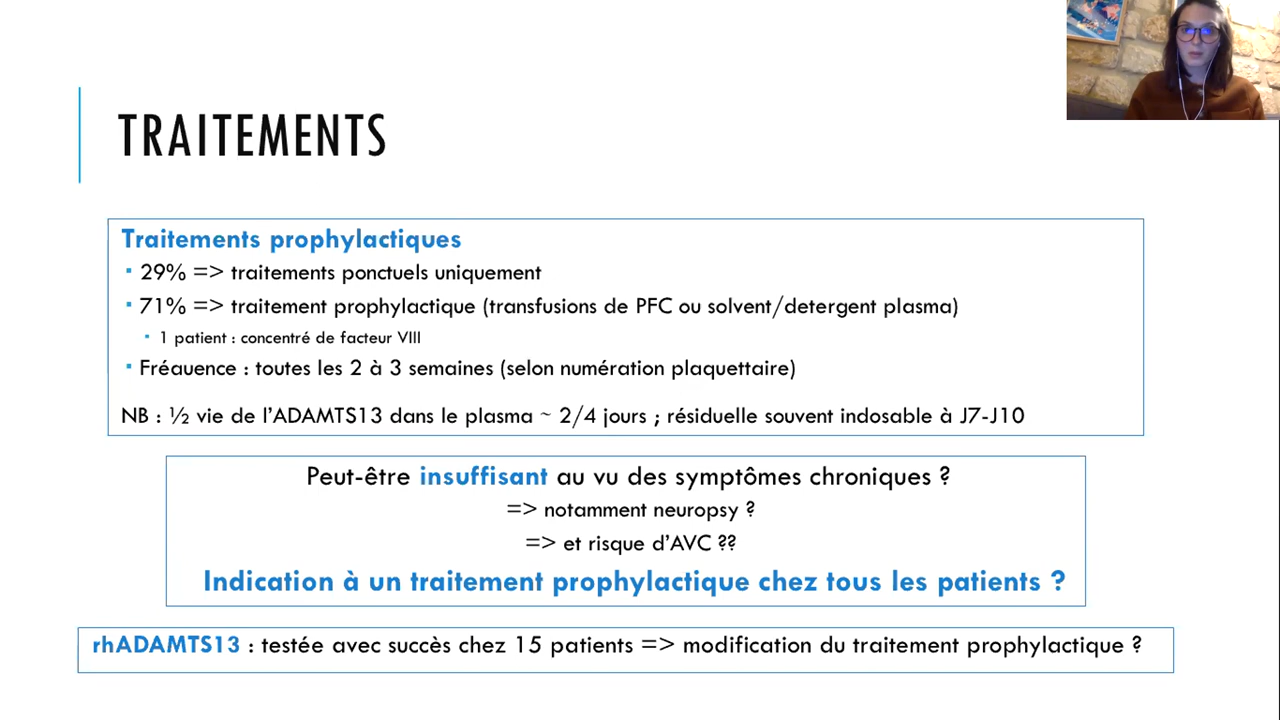 TRAITEMENTS
Traitements prophylactiques
▪ 29% => traitements ponctuels uniquement
▪ 71% => traitement prophylactique (transfusions de PFC ou solvent/detergent plasma)
▪ 1 patient : concentré de facteur VIII
▪ Fréquence : toutes les 2 à 3 semaines (selon numération plaquettaire)
NB : ½ vie de l'ADAMTS13 dans le plasma ~ 2/4 jours ; résiduelle souvent indosable à J7-J10
Peut-être insuffisant au vu des symptômes chroniques ?
=> notamment neuropsy ?
=> et risque d'AVC ??
Indication à un traitement prophylactique chez tous les patients ?
rhADAMTS13 : testée avec succès chez 15 patients => modification du traitement prophylactique ?